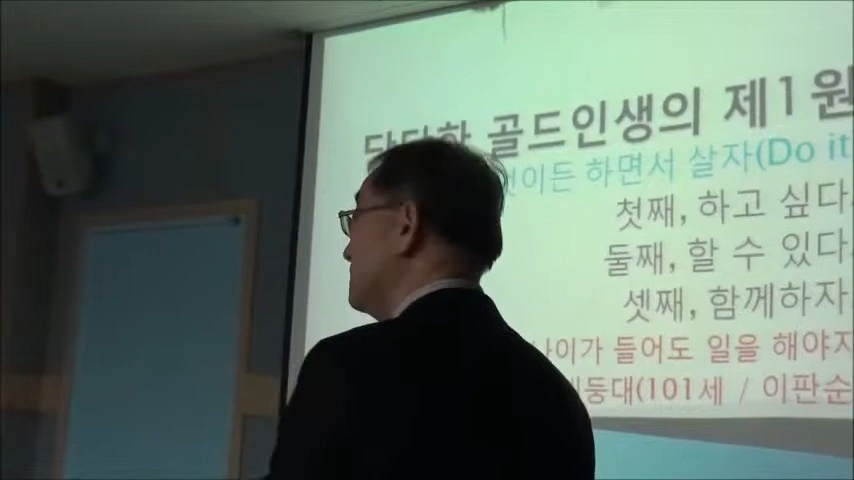 골드인생의 제1원
하면서 살자(Do it
첫째, 하고 싶다
둘째, 할 수 있다
셋째, 함께하자
나이가 들어도 일을 해야지
(101세 / 이판순